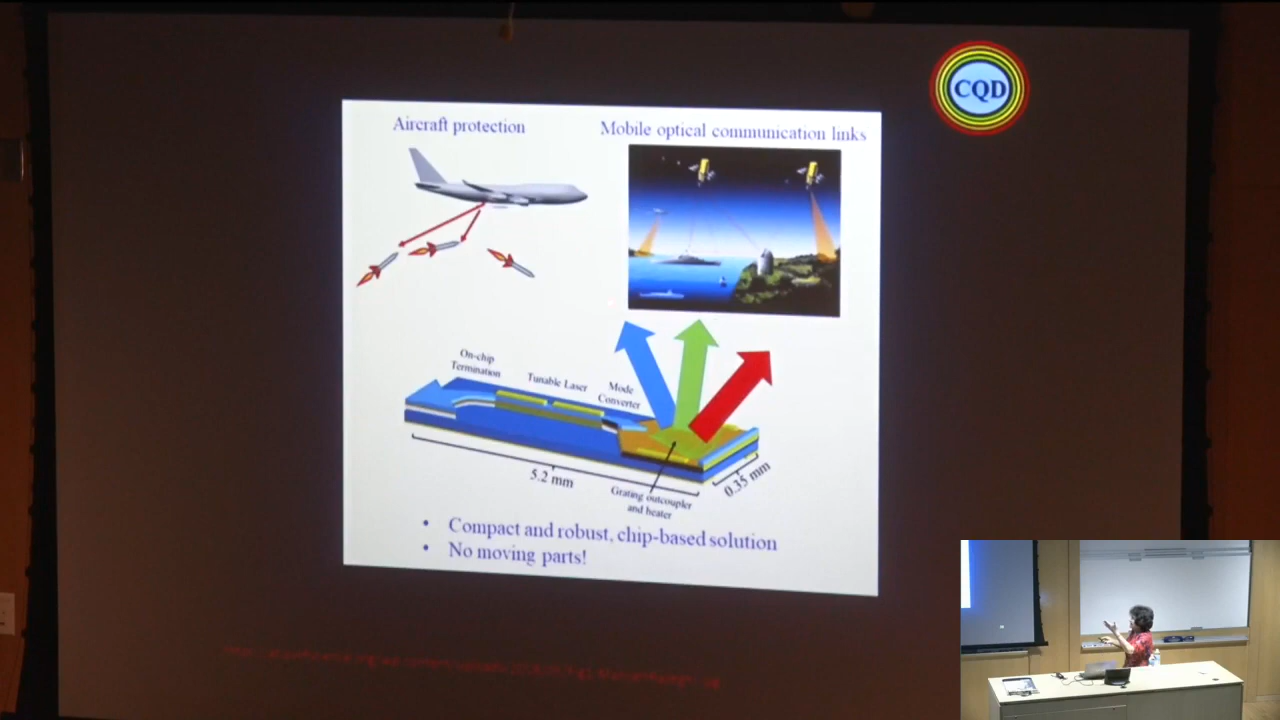 CQD
Aircraft protection
Mobile optical communication links
On-chip
Termination
Tunable Laser
Mode
Converter
5.2 mm
0.35 mm
Grating outcoupler
and heater
• Compact and robust, chip-based solution
• No moving parts!